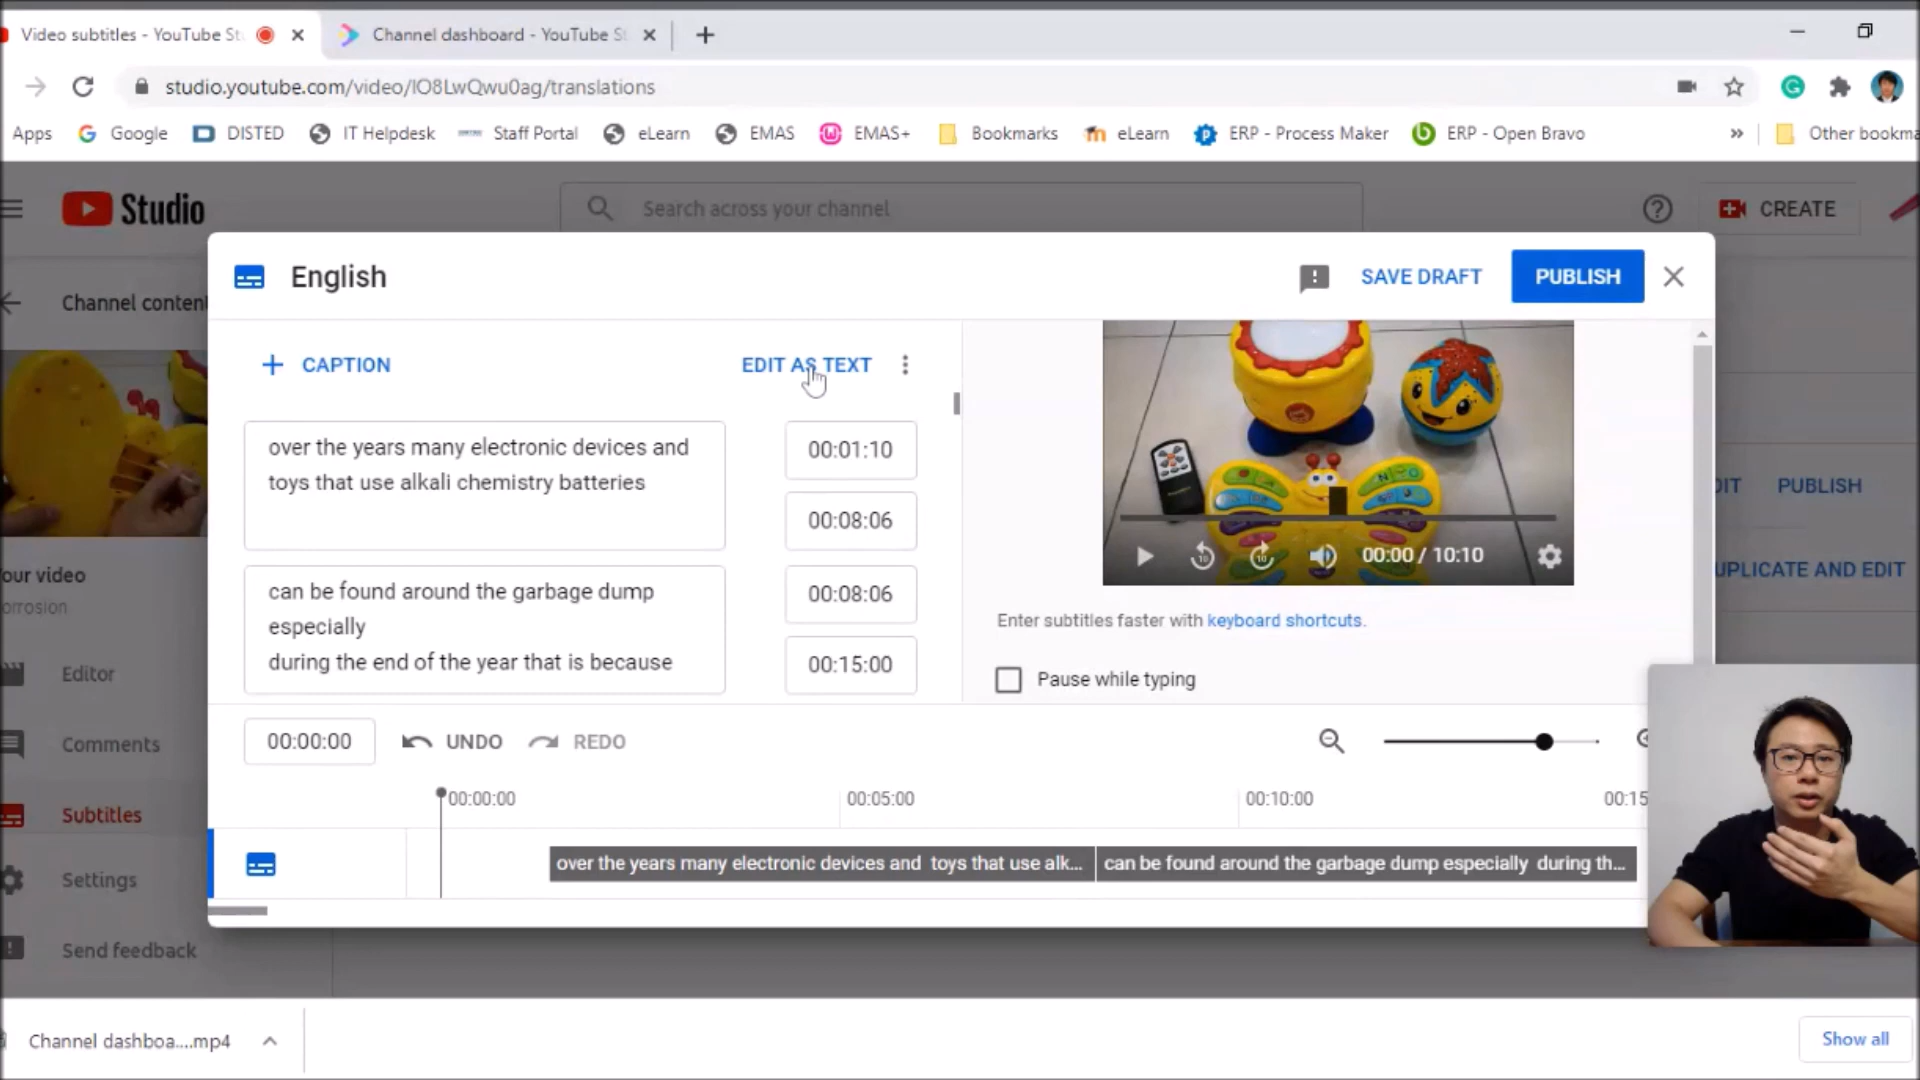 Video subtitles - YouTube St
Channel dashboard - YouTube S
studio.youtube.com/video/lO8LwQwu0ag/translations
Apps
Google
DISTED
IT Helpdesk
Staff Portal
eLearn
EMAS
EMAS+
Bookmarks
eLearn
ERP - Process Maker
ERP - Open Bravo
»
Other bookma
Studio
Search across your channel
CREATE
English
SAVE DRAFT
PUBLISH
Channel content
+ CAPTION
EDIT AS TEXT
over the years many electronic devices and
toys that use alkali chemistry batteries
00:01:10
00:08:06
can be found around the garbage dump
especially
during the end of the year that is because
00:08:06
00:15:00
00:00 / 10:10
Enter subtitles faster with keyboard shortcuts.
Pause while typing
DIT
PUBLISH
UPLICATE AND EDIT
our video
orrosion
Editor
Comments
Subtitles
Settings
Send feedback
00:00:00
UNDO
REDO
00:00:00
00:05:00
00:10:00
00:15
over the years many electronic devices and toys that use alk...
can be found around the garbage dump especially during th...
Channel dashboa....mp4
Show all